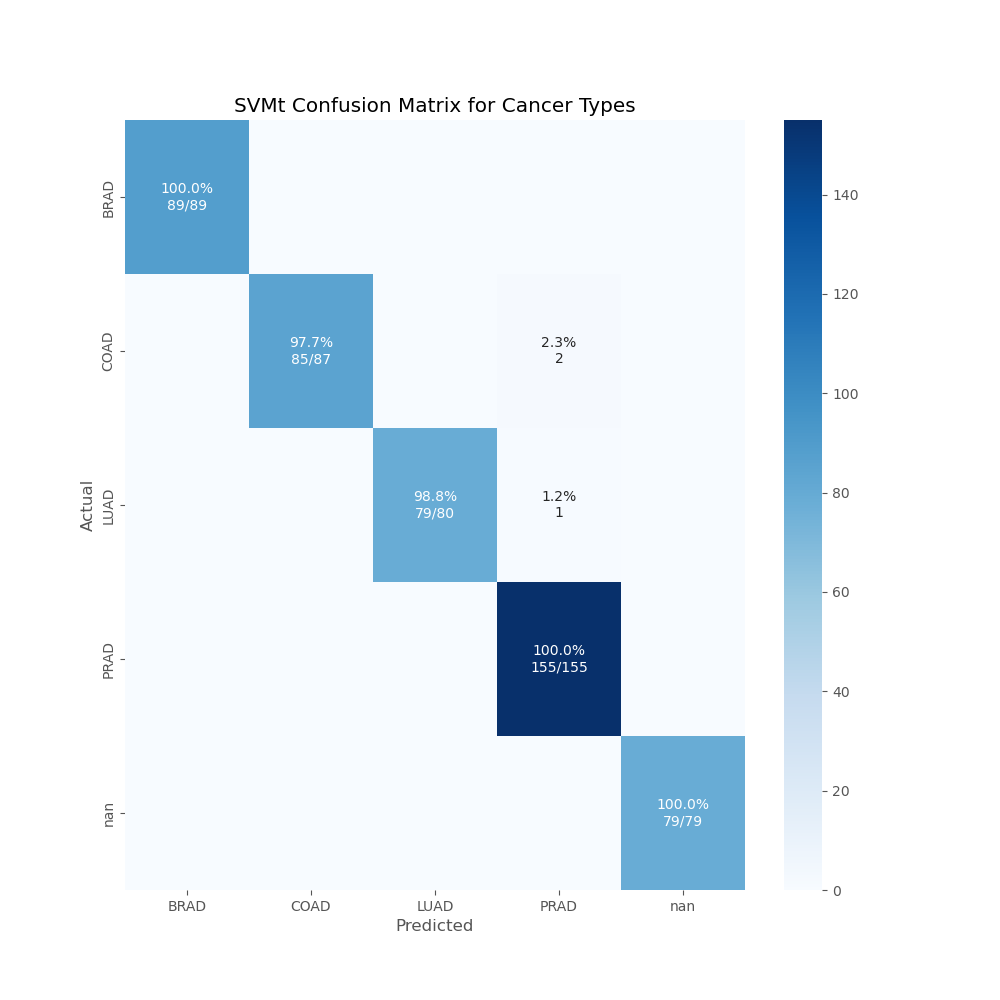 SVMt Confusion Matrix for Cancer Types
BRAD
100.0%
89/89
COAD
97.7%
85/87
2.3%
2
LUAD
98.8%
79/80
1.2%
1
PRAD
100.0%
155/155
nan
100.0%
79/79
Actual
BRAD
COAD
LUAD
PRAD
nan
Predicted
140
120
100
80
60
40
20
0